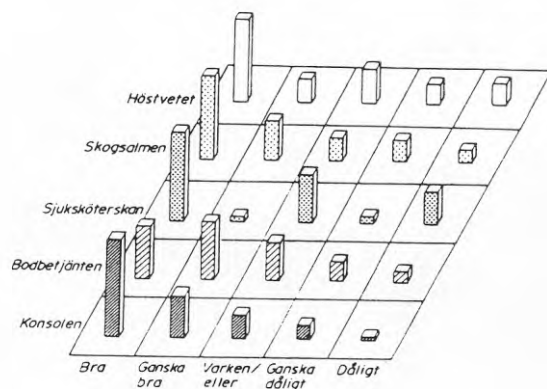 Höstvetet
Skogsalmen
Sjuksköterskan
Bodbetjänten
Konsolen
Bra Ganska Varken/ Ganska Dåligt
bra eller dåligt